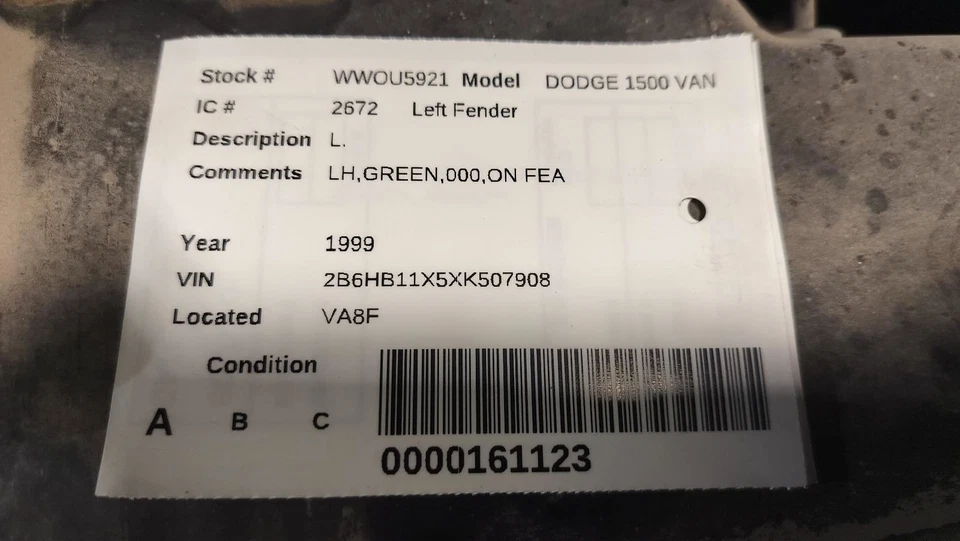 Stock # WWOU5921 Model DODGE 1500 VAN
IC # 2672 Left Fender
Description L.
Comments LH,GREEN,000,ON FEA
Year 1999
VIN 2B6HB11X5XK507908
Located VA8F
Condition
A B C
0000161123